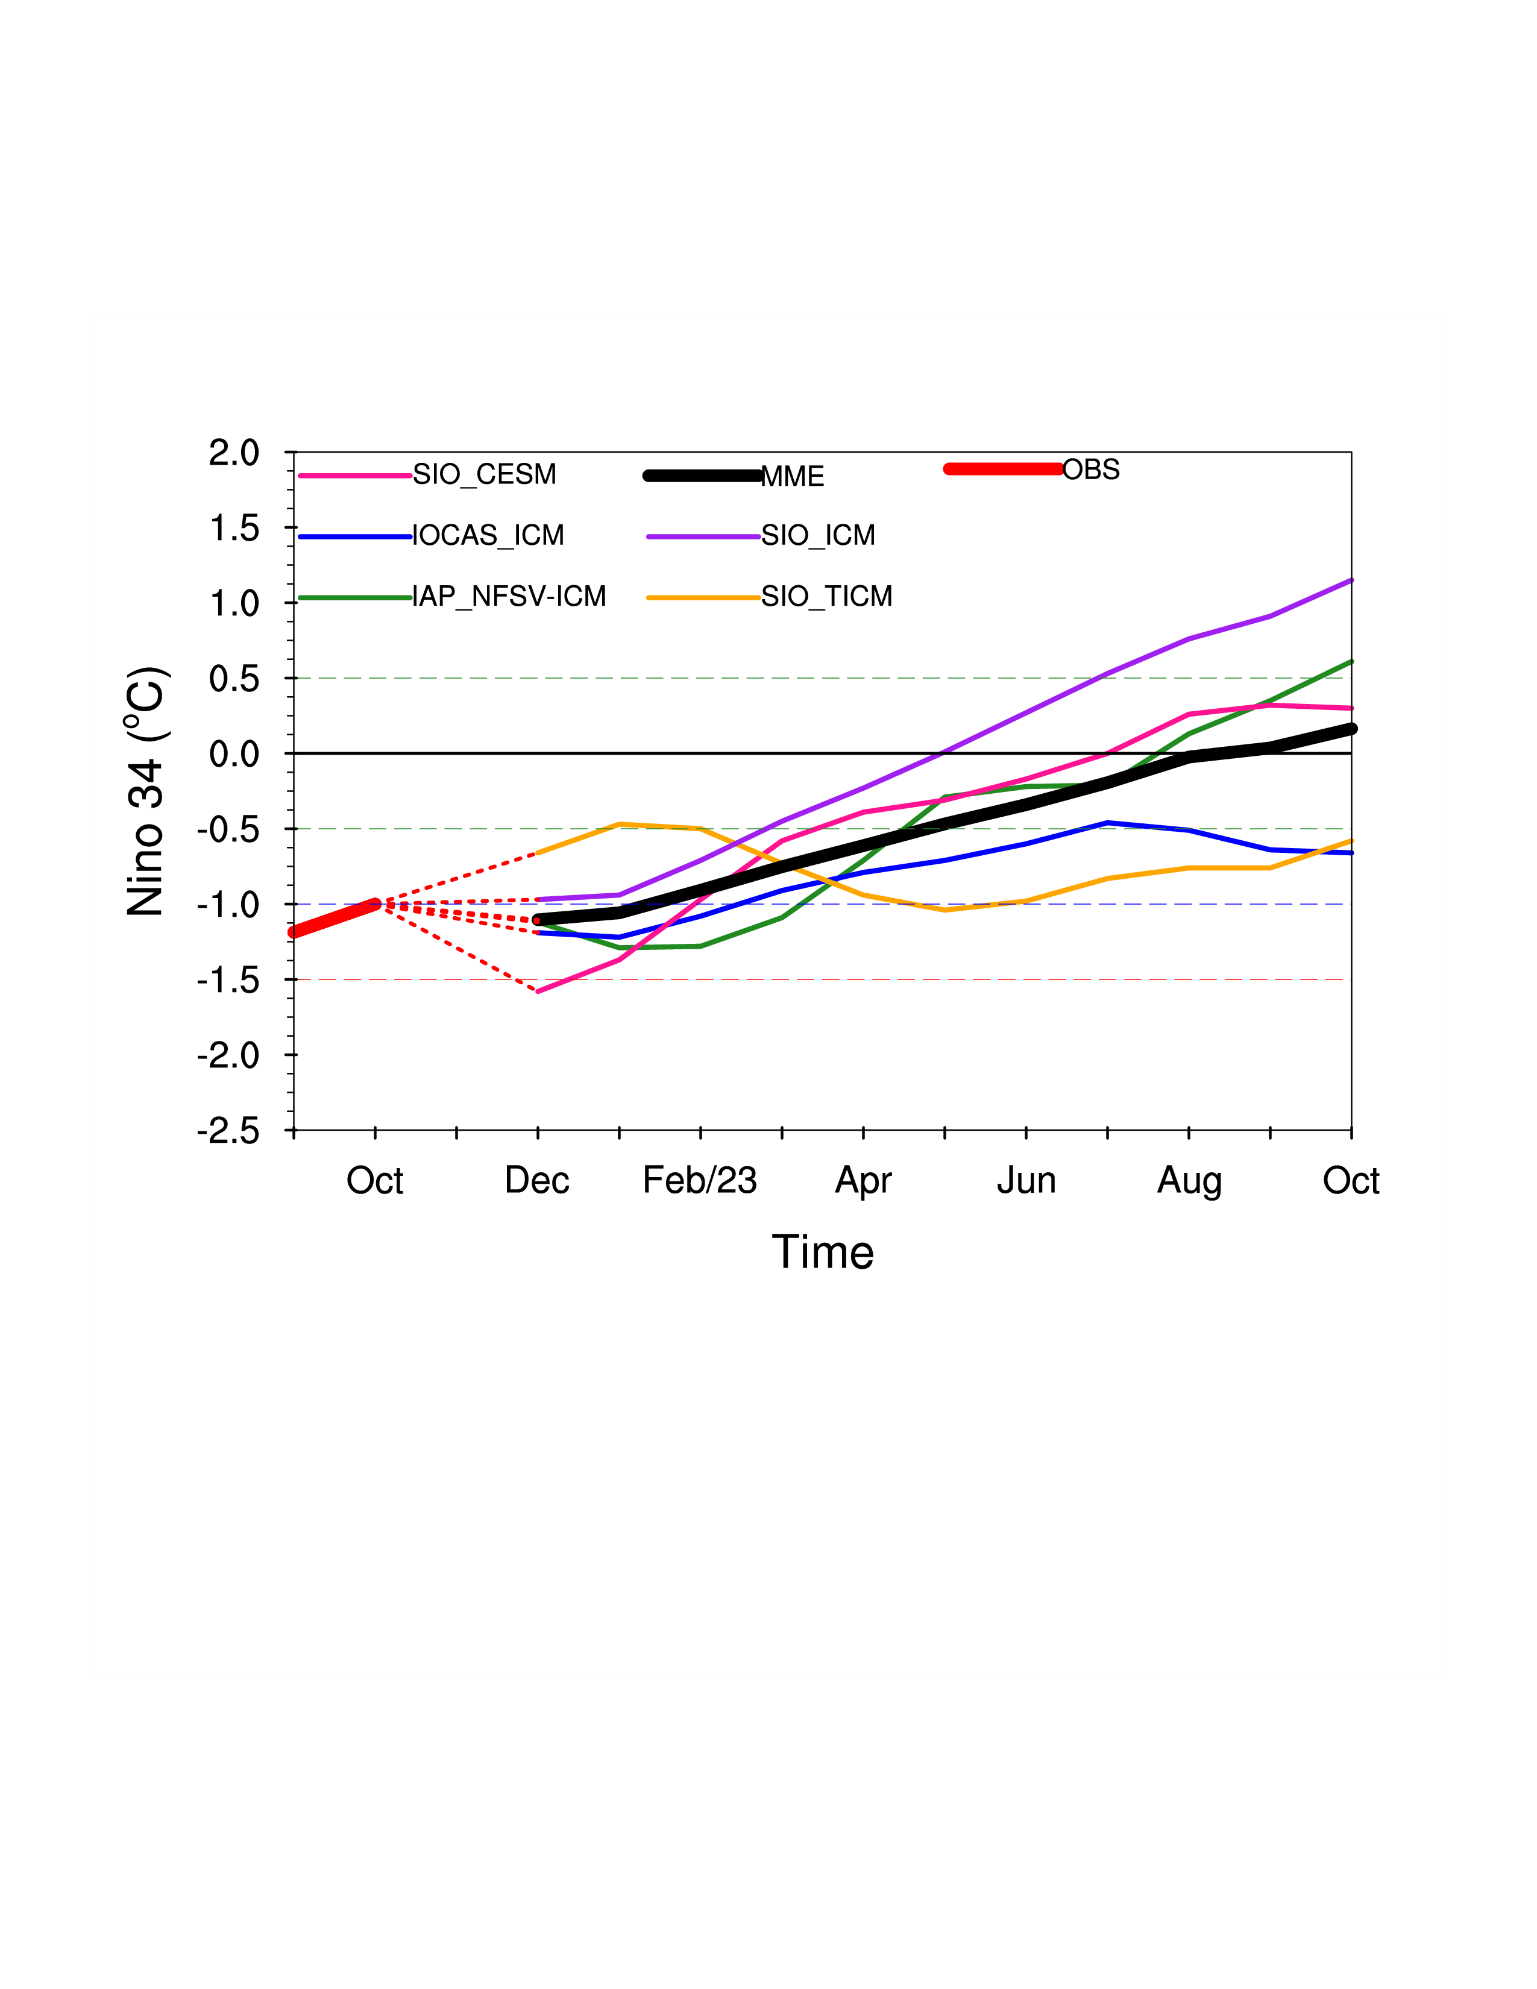 2.0
SIO_CESM MME OBS
1.5
IOCAS_ICM SIO_ICM
1.0
IAP_NFSV-ICM SIO_TICM
0.5
0.0
-0.5
-1.0
-1.5
-2.0
-2.5
Nino 34 (°C)
Oct Dec Feb/23 Apr Jun Aug Oct
Time